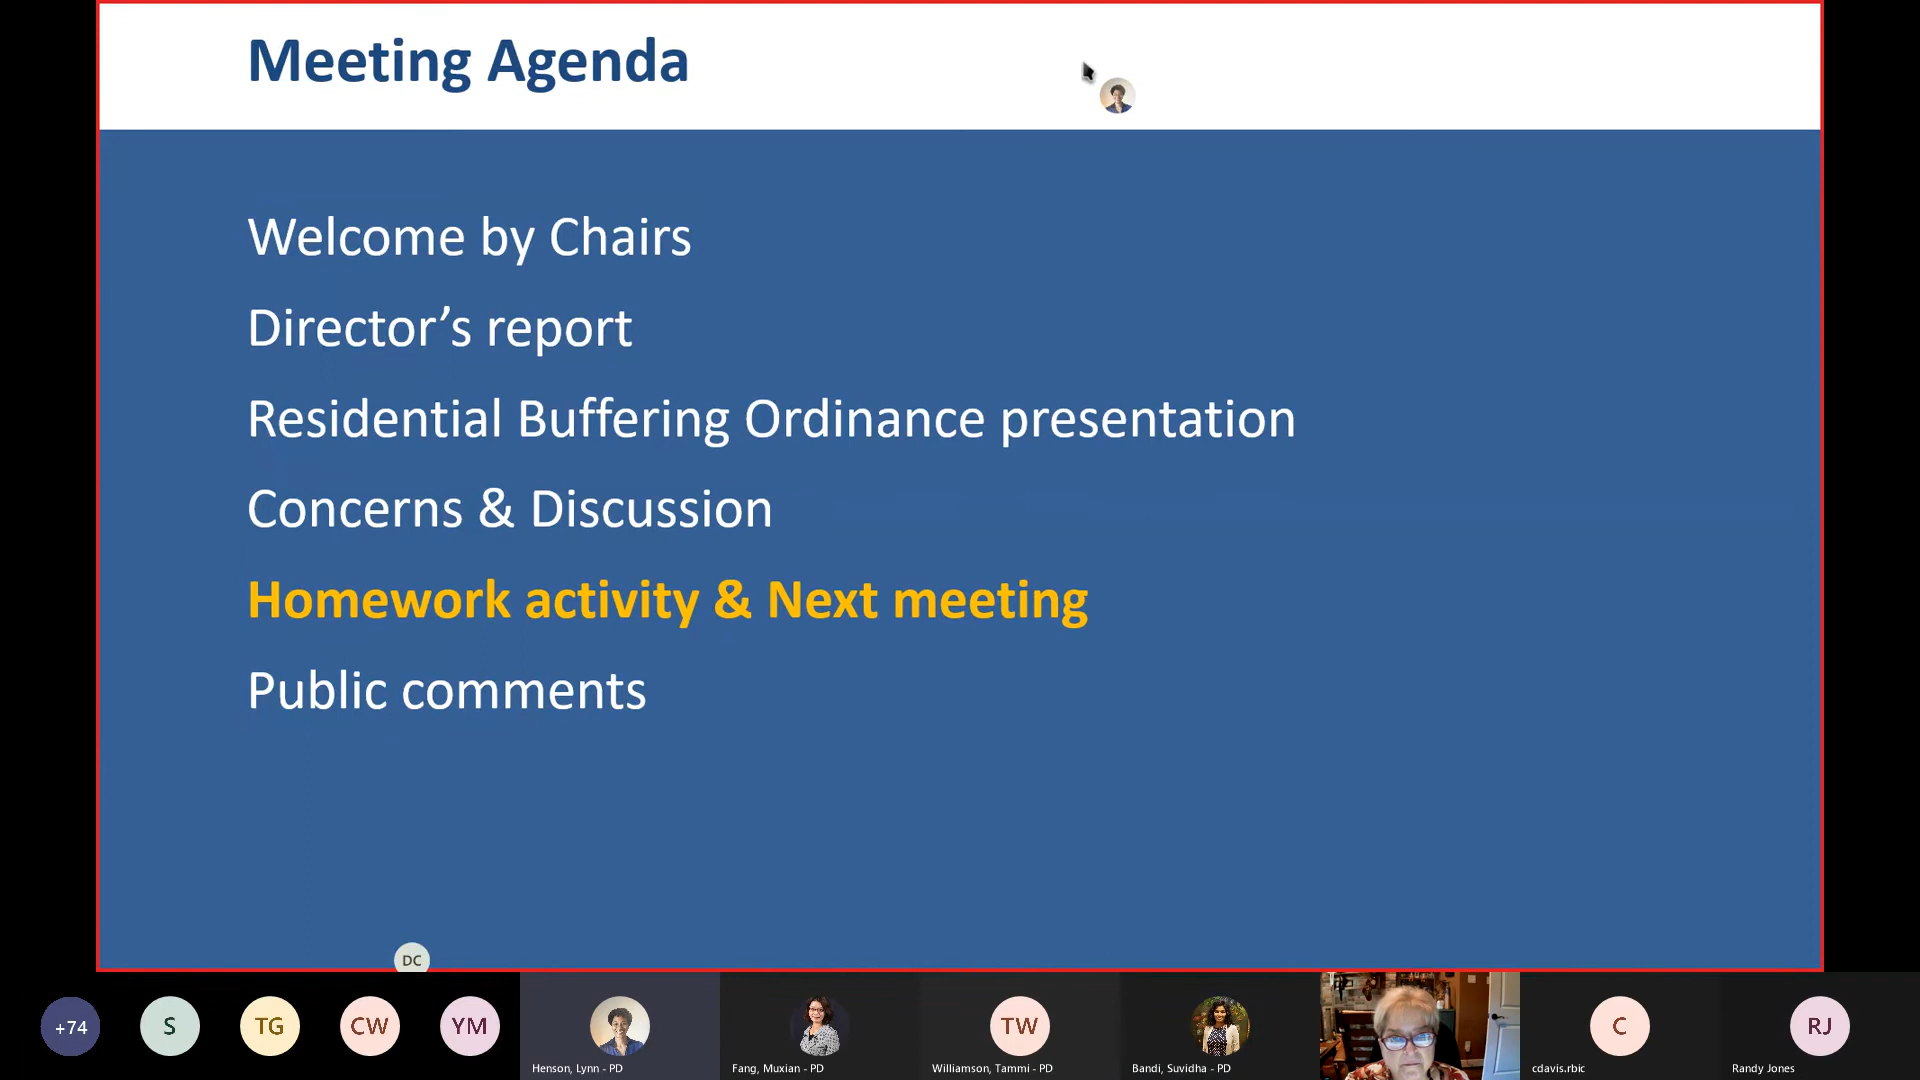 Meeting Agenda
Welcome by Chairs
Director’s report
Residential Buffering Ordinance presentation
Concerns & Discussion
Homework activity & Next meeting
Public comments
DC
+74
S
TG
CW
YM
TW
C
RJ
Henson, Lynn - PD
Fang, Muxian - PD
Williamson, Tammi - PD
Bandi, Suvidha - PD
cdavis.rbic
Randy Jones